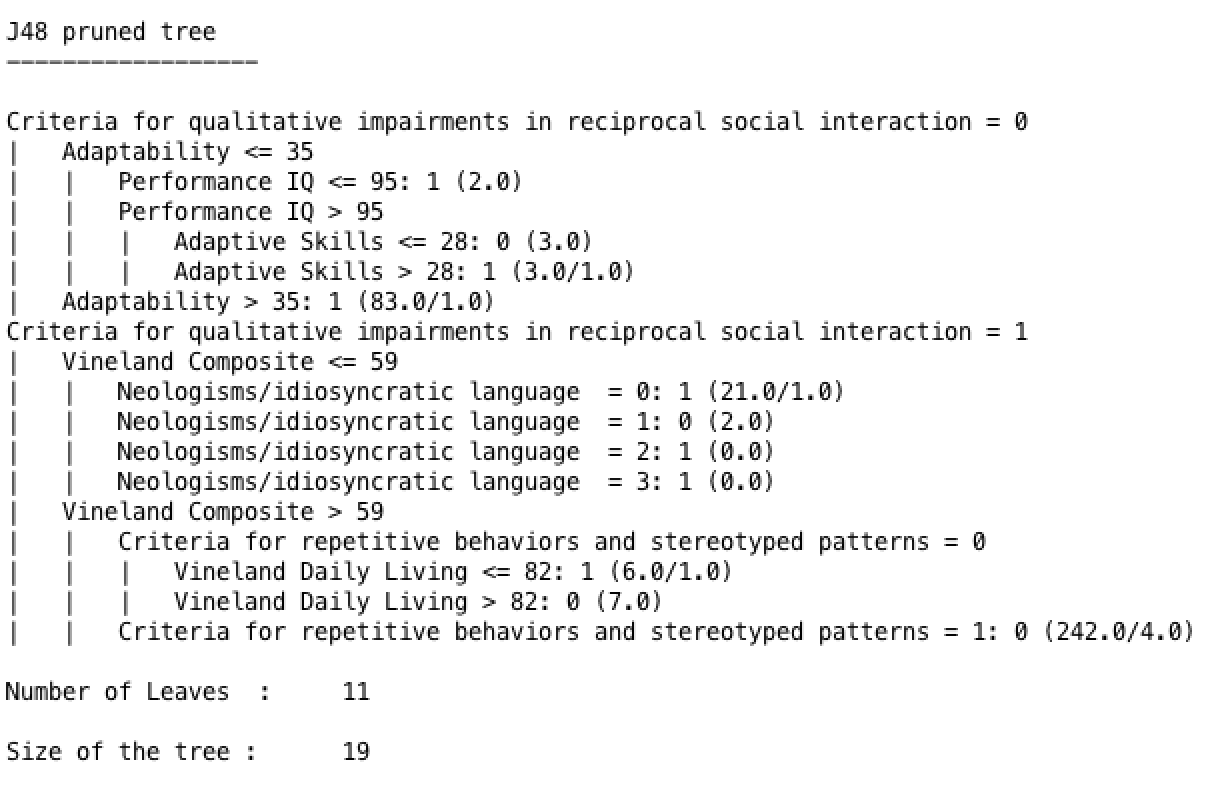 J48 pruned tree
------------------
Criteria for qualitative impairments in reciprocal social interaction = 0
|   Adaptability <= 35
|   |   Performance IQ <= 95: 1 (2.0)
|   |   Performance IQ > 95
|   |   |   Adaptive Skills <= 28: 0 (3.0)
|   |   |   Adaptive Skills > 28: 1 (3.0/1.0)
|   Adaptability > 35: 1 (83.0/1.0)
Criteria for qualitative impairments in reciprocal social interaction = 1
|   Vineland Composite <= 59
|   |   Neologisms/idiosyncratic language  = 0: 1 (21.0/1.0)
|   |   Neologisms/idiosyncratic language  = 1: 0 (2.0)
|   |   Neologisms/idiosyncratic language  = 2: 1 (0.0)
|   |   Neologisms/idiosyncratic language  = 3: 1 (0.0)
|   Vineland Composite > 59
|   |   Criteria for repetitive behaviors and stereotyped patterns = 0
|   |   |   Vineland Daily Living <= 82: 1 (6.0/1.0)
|   |   |   Vineland Daily Living > 82: 0 (7.0)
|   |   Criteria for repetitive behaviors and stereotyped patterns = 1: 0 (242.0/4.0)
Number of Leaves  :     11
Size of the tree :      19